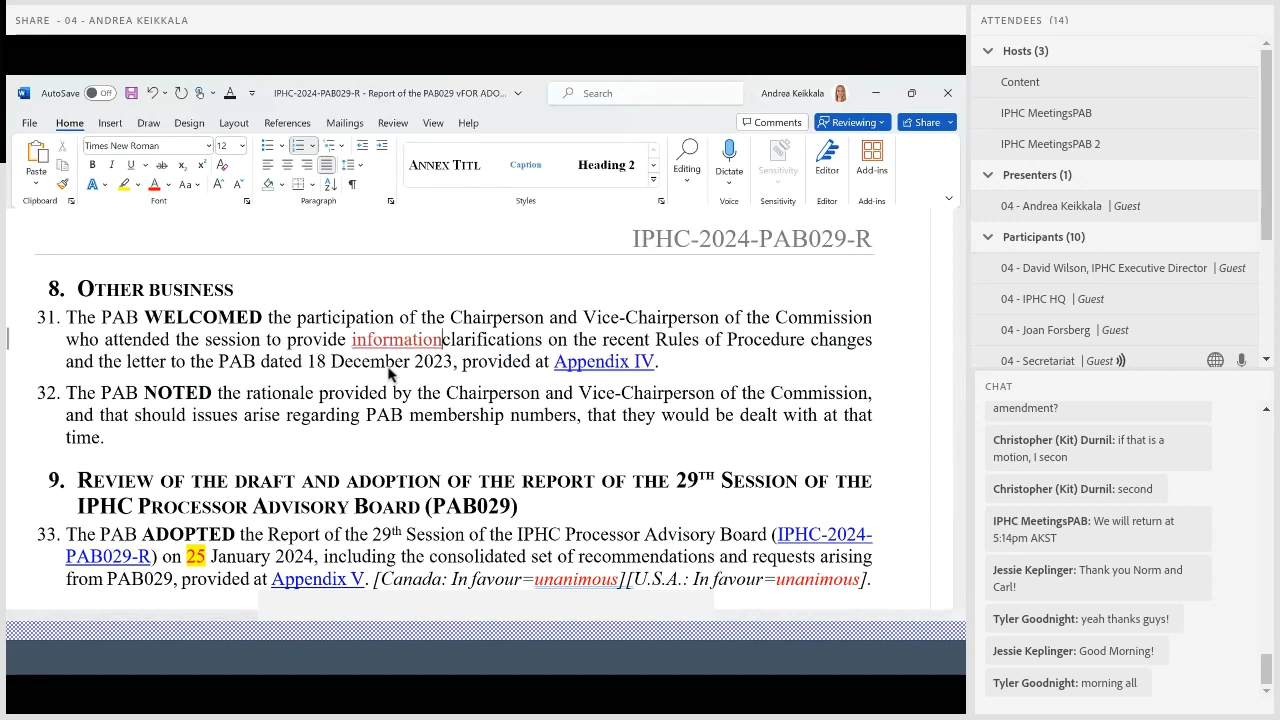 SHARE - 04 - ANDREA KEIKKALA
AutoSave Off
IPHC-2024-PAB029-R - Report of the PAB029 vFOR ADO...
Search
Andrea Keikkala
File Home Insert Draw Design Layout References Mailings Review View Help
Comments Reviewing Share
Paste
Times New Roman 12
B I U ab x₂ x² A
A A Aa A A
ANNEX TITL Caption Heading 2
Editing Dictate Sensitivity Editor Add-ins
Clipboard Font Paragraph Styles Voice Sensitivity Editor Add-ins
IPHC-2024-PAB029-R
8. OTHER BUSINESS
31. The PAB WELCOMED the participation of the Chairperson and Vice-Chairperson of the Commission
who attended the session to provide informationclarifications on the recent Rules of Procedure changes
and the letter to the PAB dated 18 December 2023, provided at Appendix IV.
32. The PAB NOTED the rationale provided by the Chairperson and Vice-Chairperson of the Commission,
and that should issues arise regarding PAB membership numbers, that they would be dealt with at that
time.
9. REVIEW OF THE DRAFT AND ADOPTION OF THE REPORT OF THE 29TH SESSION OF THE
IPHC PROCESSOR ADVISORY BOARD (PAB029)
33. The PAB ADOPTED the Report of the 29th Session of the IPHC Processor Advisory Board (IPHC-2024-
PAB029-R) on 25 January 2024, including the consolidated set of recommendations and requests arising
from PAB029, provided at Appendix V. [Canada: In favour=unanimous][U.S.A.: In favour=unanimous].
ATTENDEES (14)
Hosts (3)
Content
IPHC MeetingsPAB
IPHC MeetingsPAB 2
Presenters (1)
04 - Andrea Keikkala | Guest
Participants (10)
04 - David Wilson, IPHC Executive Director | Guest
04 - IPHC HQ | Guest
04 - Joan Forsberg | Guest
04 - Secretariat | Guest
CHAT
amendment?
Christopher (Kit) Durnil: if that is a
motion, I secon
Christopher (Kit) Durnil: second
IPHC MeetingsPAB: We will return at
5:14pm AKST
Jessie Keplinger: Thank you Norm and
Carl!
Tyler Goodnight: yeah thanks guys!
Jessie Keplinger: Good Morning!
Tyler Goodnight: morning all